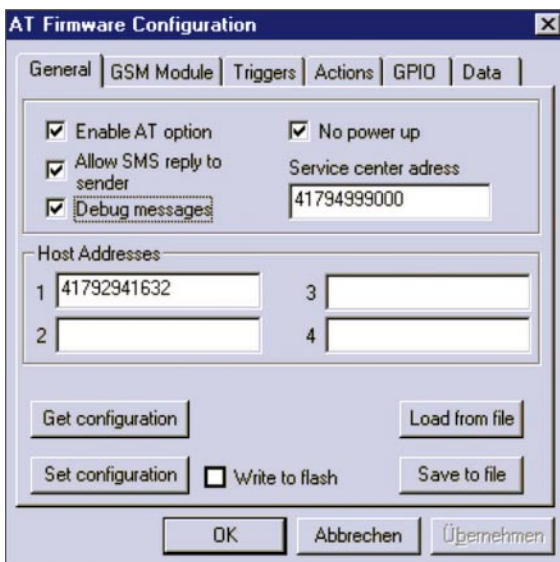 AT Firmware Configuration
General GSM Module Triggers Actions GPIO Data
Enable AT option
No power up
Allow SMS reply to
sender
Service center adress
Debug messages
41794999000
Host Addresses
1 41792941632 3
2 4
Get configuration Load from file
Set configuration Write to flash Save to file
OK Abbrechen Übernehmen